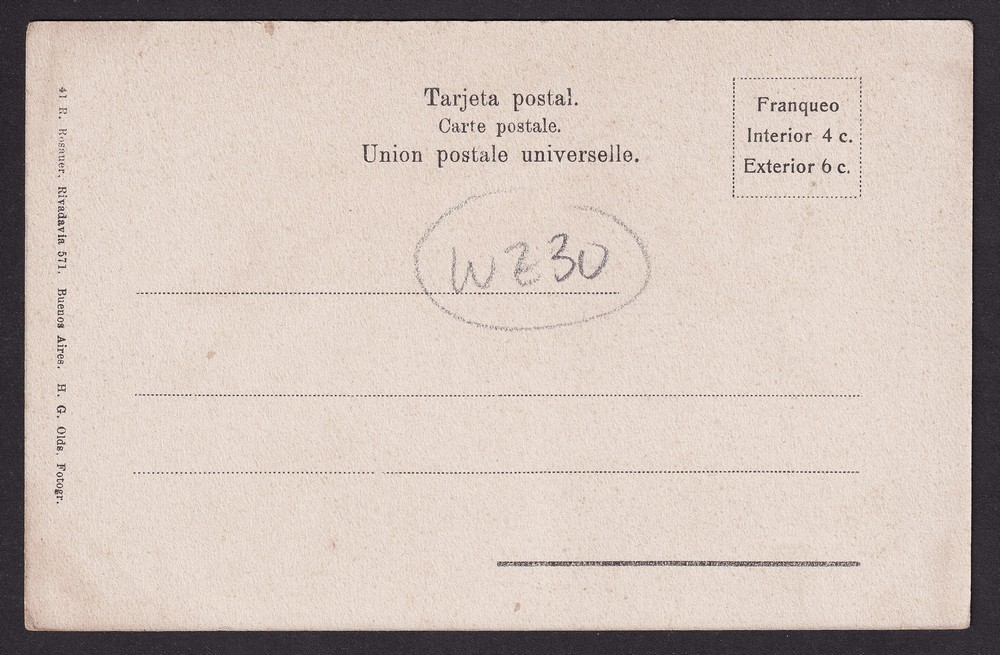 Tarjeta postal.
Carte postale.
Union postale universelle.
Franqueo
Interior 4 c.
Exterior 6 c.
WZ30
41 R. Rosauer, Rivadavia 571, Buenos Aires. H. G. Olds, Fotogr.